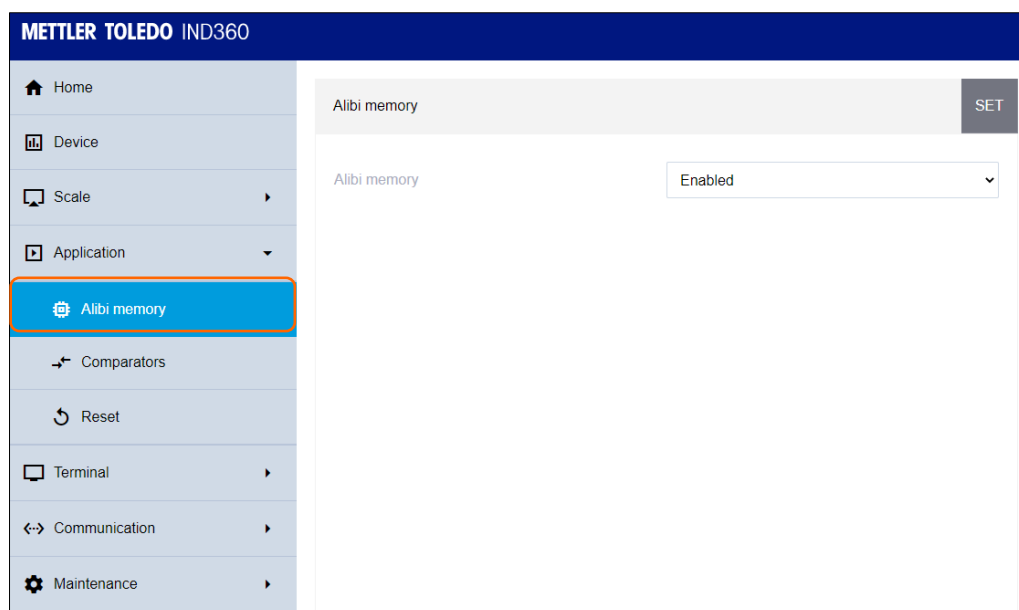 METTLER TOLEDO IND360
Home
Device
Scale
Application
Alibi memory
Comparators
Reset
Terminal
Communication
Maintenance
Alibi memory
SET
Alibi memory
Enabled